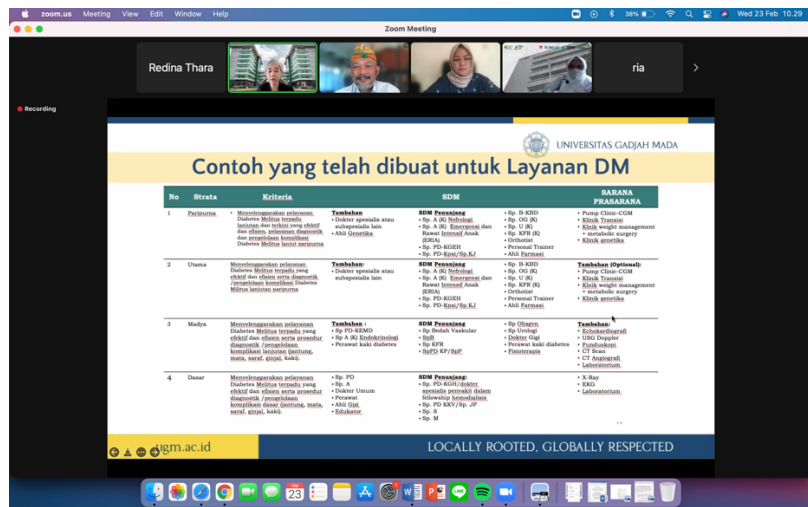 zoom.us Meeting View Edit Window Help
38% Wed 23 Feb 10.29
Zoom Meeting
Redina Thara
ria
Recording
UNIVERSITAS GADJAH MADA
Contoh yang telah dibuat untuk Layanan DM
No Strata Kriteria SDM SARANA
PRASARANA
1 Paripurna
• Menyelenggarakan pelayanan
Diabetes Melitus terpadu
lanjutan dan terkini yang efektif
dan efisien, pelayanan diagnostik
dan pengelolaan komplikasi
Diabetes Melitus lanjut paripurna
Tambahan
• Dokter spesialis atau
subspesialis lain
• Ahli Genetika
SDM Penunjang
• Sp. A (K) Nefrologi
• Sp. A (K) Emergensi dan
Rawat Intensif Anak
(ERIA)
• Sp. PD-KGEH
• Sp. PD-Kpsi/Sp.KJ
• Sp. B-KBD
• Sp. OG (K)
• Sp. U (K)
• Sp. KFR (K)
• Orthotist
• Personal Trainer
• Ahli Farmasi
• Pump Clinic-CGM
• Klinik Transisi
• Klinik weight management
+ metabolic surgery
• Klinik genetika
2 Utama
Menyelenggarakan pelayanan
Diabetes Melitus terpadu yang
efektif dan efisien serta diagnostik
/pengelolaan komplikasi Diabetes
Militus lanjutan paripurna
Tambahan:
• Dokter spesialis atau
subspesialis lain
SDM Penunjang
• Sp. A (K) Nefrologi
• Sp. A (K) Emergensi dan
Rawat Intensif Anak
(ERIA)
• Sp. PD-KGEH
• Sp. PD-Kpsi/Sp.KJ
• Sp. B-KBD
• Sp. OG (K)
• Sp. U (K)
• Sp. KFR (K)
• Orthotist
• Personal Trainer
• Ahli Farmasi
Tambahan (Optional):
• Pump Clinic-CGM
• Klinik Transisi
• Klinik weight management
+ metabolic surgery
• Klinik genetika
3 Madya
Menyelenggarakan pelayanan
Diabetes Melitus terpadu yang
efektif dan efisien serta prosedur
diagnostik /pengelolaan
komplikasi lanjutan (jantung,
mata, saraf, ginjal, kaki).
Tambahan :
• Sp PD-KEMD
• Sp A (K) Endokrinologi
• Perawat kaki diabetes
SDM Penunjang
• Sp Bedah Vaskular
• SpB
• Sp KFR
• SpPD KP/SpP
• Sp Obsgyn
• Sp Urologi
• Dokter Gigi
• Perawat kaki diabetes
• Fisioterapis
Tambahan:
• Echokardiografi
• USG Doppler
• Funduskopi
• CT Scan
• CT Angiografi
• Laboratorium
4 Dasar
Menyelenggarakan pelayanan
Diabetes Melitus terpadu yang
efektif dan efisien serta prosedur
diagnostik /pengelolaan
komplikasi dasar (jantung, mata,
saraf, ginjal, kaki).
• Sp. PD
• Sp. A
• Dokter Umum
• Perawat
• Ahli Gizi
• Edukator
SDM Penunjang:
• Sp. PD-KGH/dokter
spesialis penyakit dalam
fellowship hemodialisis
• Sp. PD KKV/Sp. JP
• Sp. S
• Sp. M
• X-Ray
• EKG
• Laboratorium
ugm.ac.id
LOCALLY ROOTED, GLOBALLY RESPECTED
23